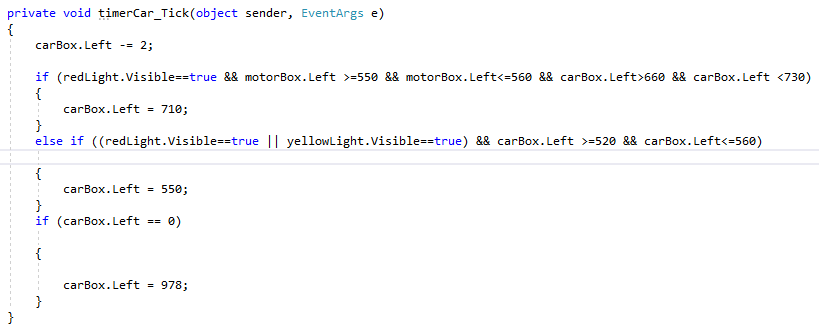 private void timerCar_Tick(object sender, EventArgs e)
{
carBox.Left -= 2;
if (redLight.Visible==true && motorBox.Left >=550 && motorBox.Left<=560 && carBox.Left>660 && carBox.Left <730)
{
carBox.Left = 710;
}
else if ((redLight.Visible==true || yellowLight.Visible==true) && carBox.Left >=520 && carBox.Left<=560)
{
carBox.Left = 550;
}
if (carBox.Left == 0)
{
carBox.Left = 978;
}
}